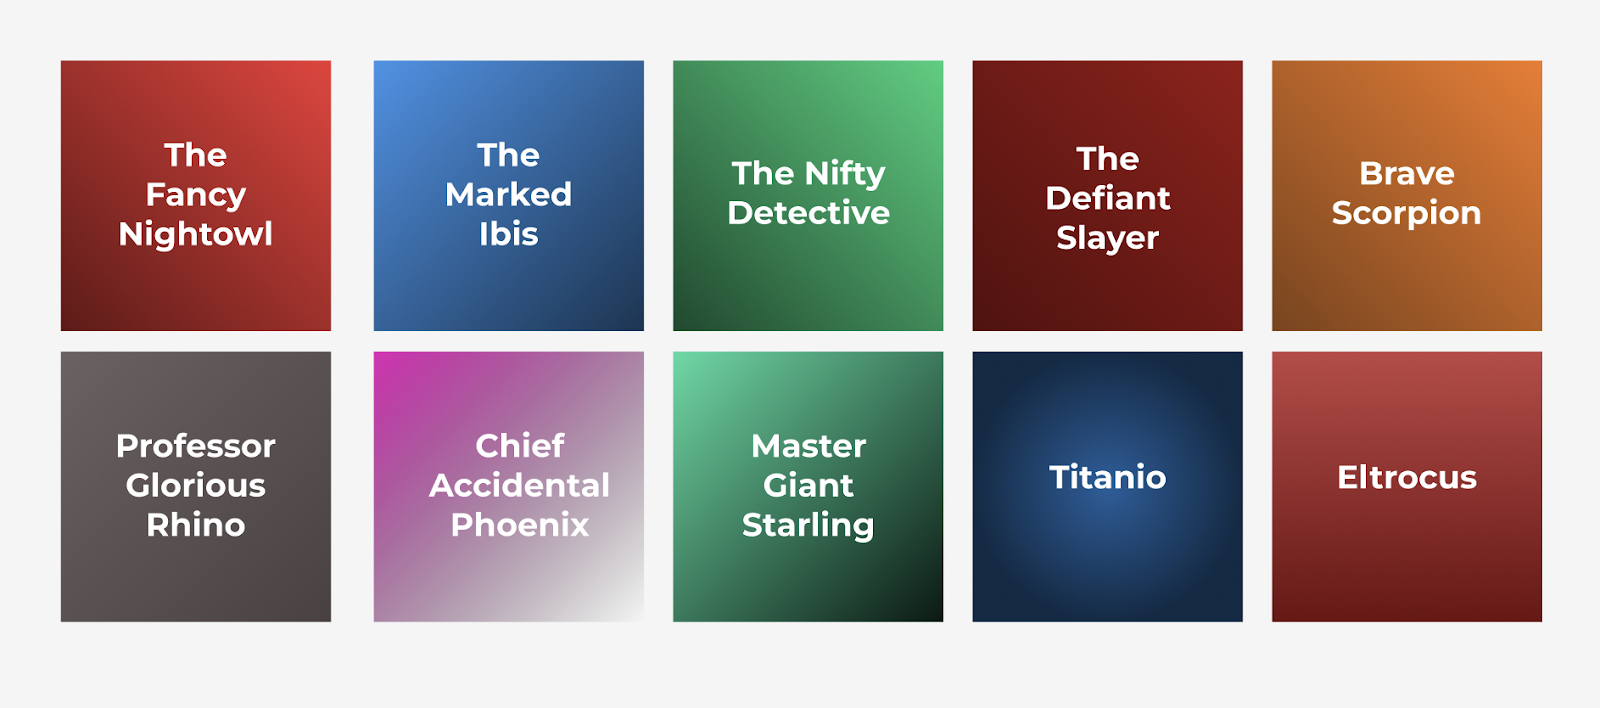 The
Fancy
Nightowl
The
Marked
Ibis
The Nifty
Detective
The
Defiant
Slayer
Brave
Scorpion
Professor
Glorious
Rhino
Chief
Accidental
Phoenix
Master
Giant
Starling
Titanio
Eltrocus